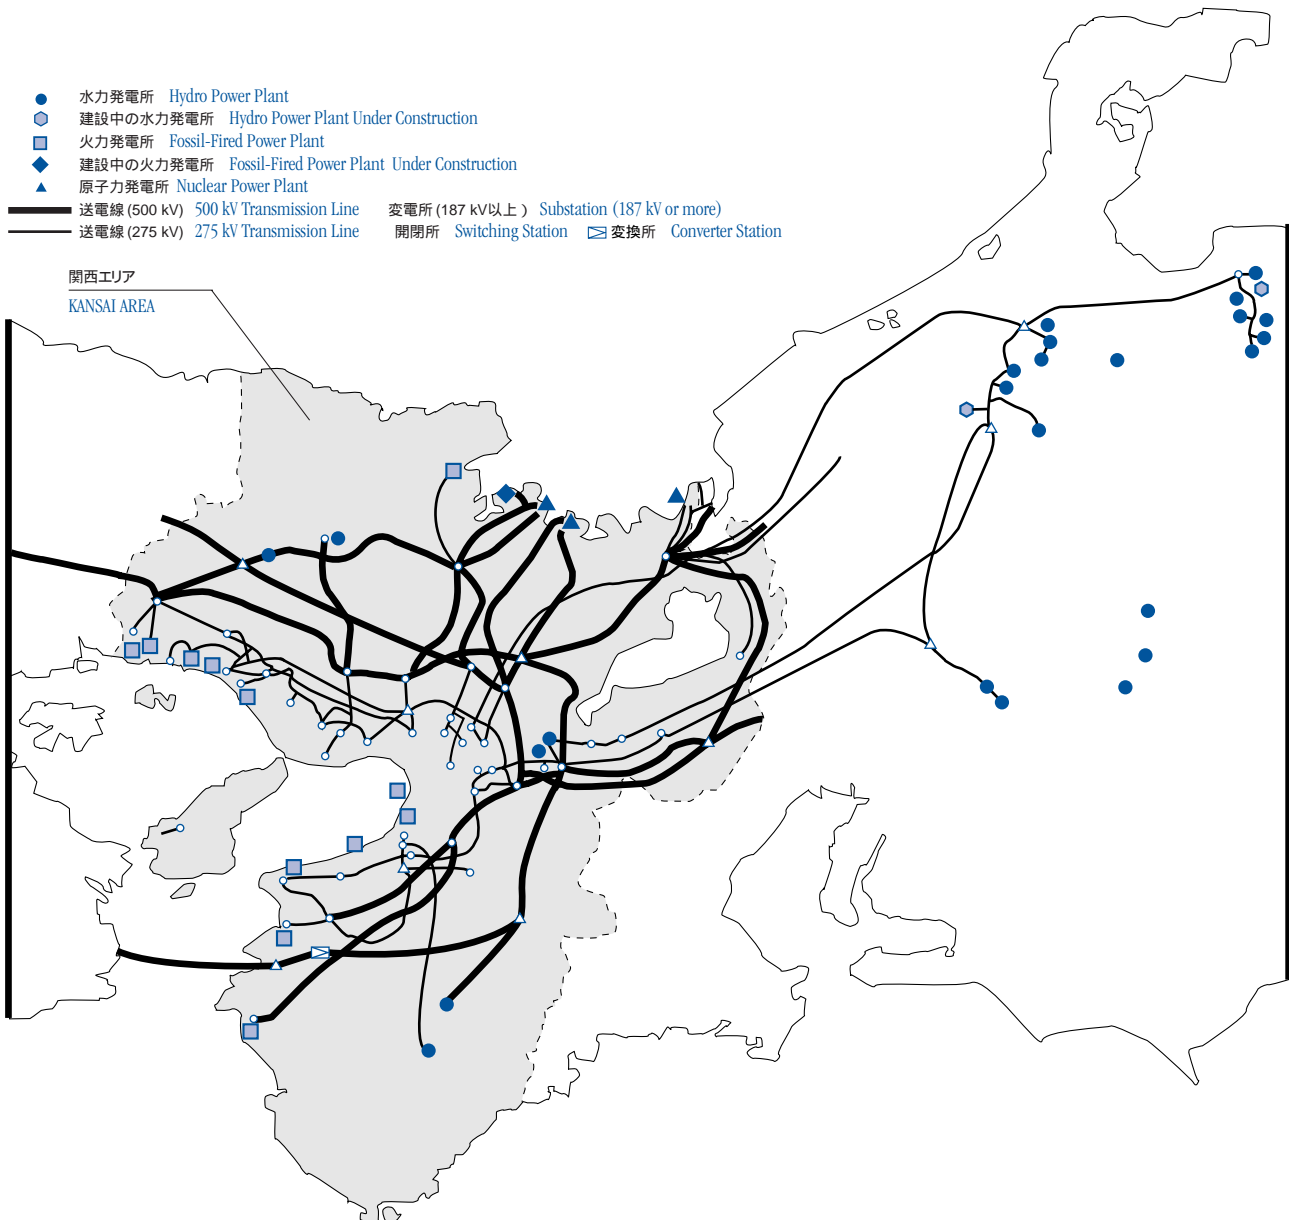 水力発電所 Hydro Power Plant
建設中の水力発電所 Hydro Power Plant Under Construction
火力発電所 Fossil-Fired Power Plant
建設中の火力発電所 Fossil-Fired Power Plant Under Construction
原子力発電所 Nuclear Power Plant
送電線 (500 kV) 500 kV Transmission Line 変電所 (187 kV以上 ) Substation (187 kV or more)
送電線 (275 kV) 275 kV Transmission Line 開閉所 Switching Station 変換所 Converter Station
関西エリア
KANSAI AREA